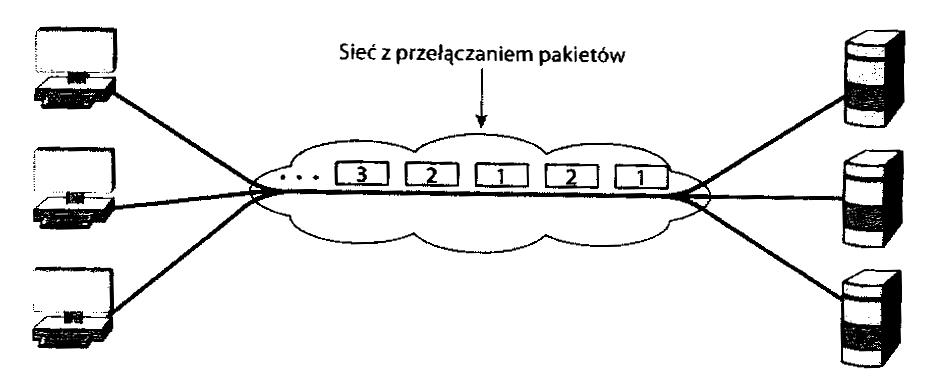 Sieć z przełączaniem pakietów
. . . 3 2 1 2 1